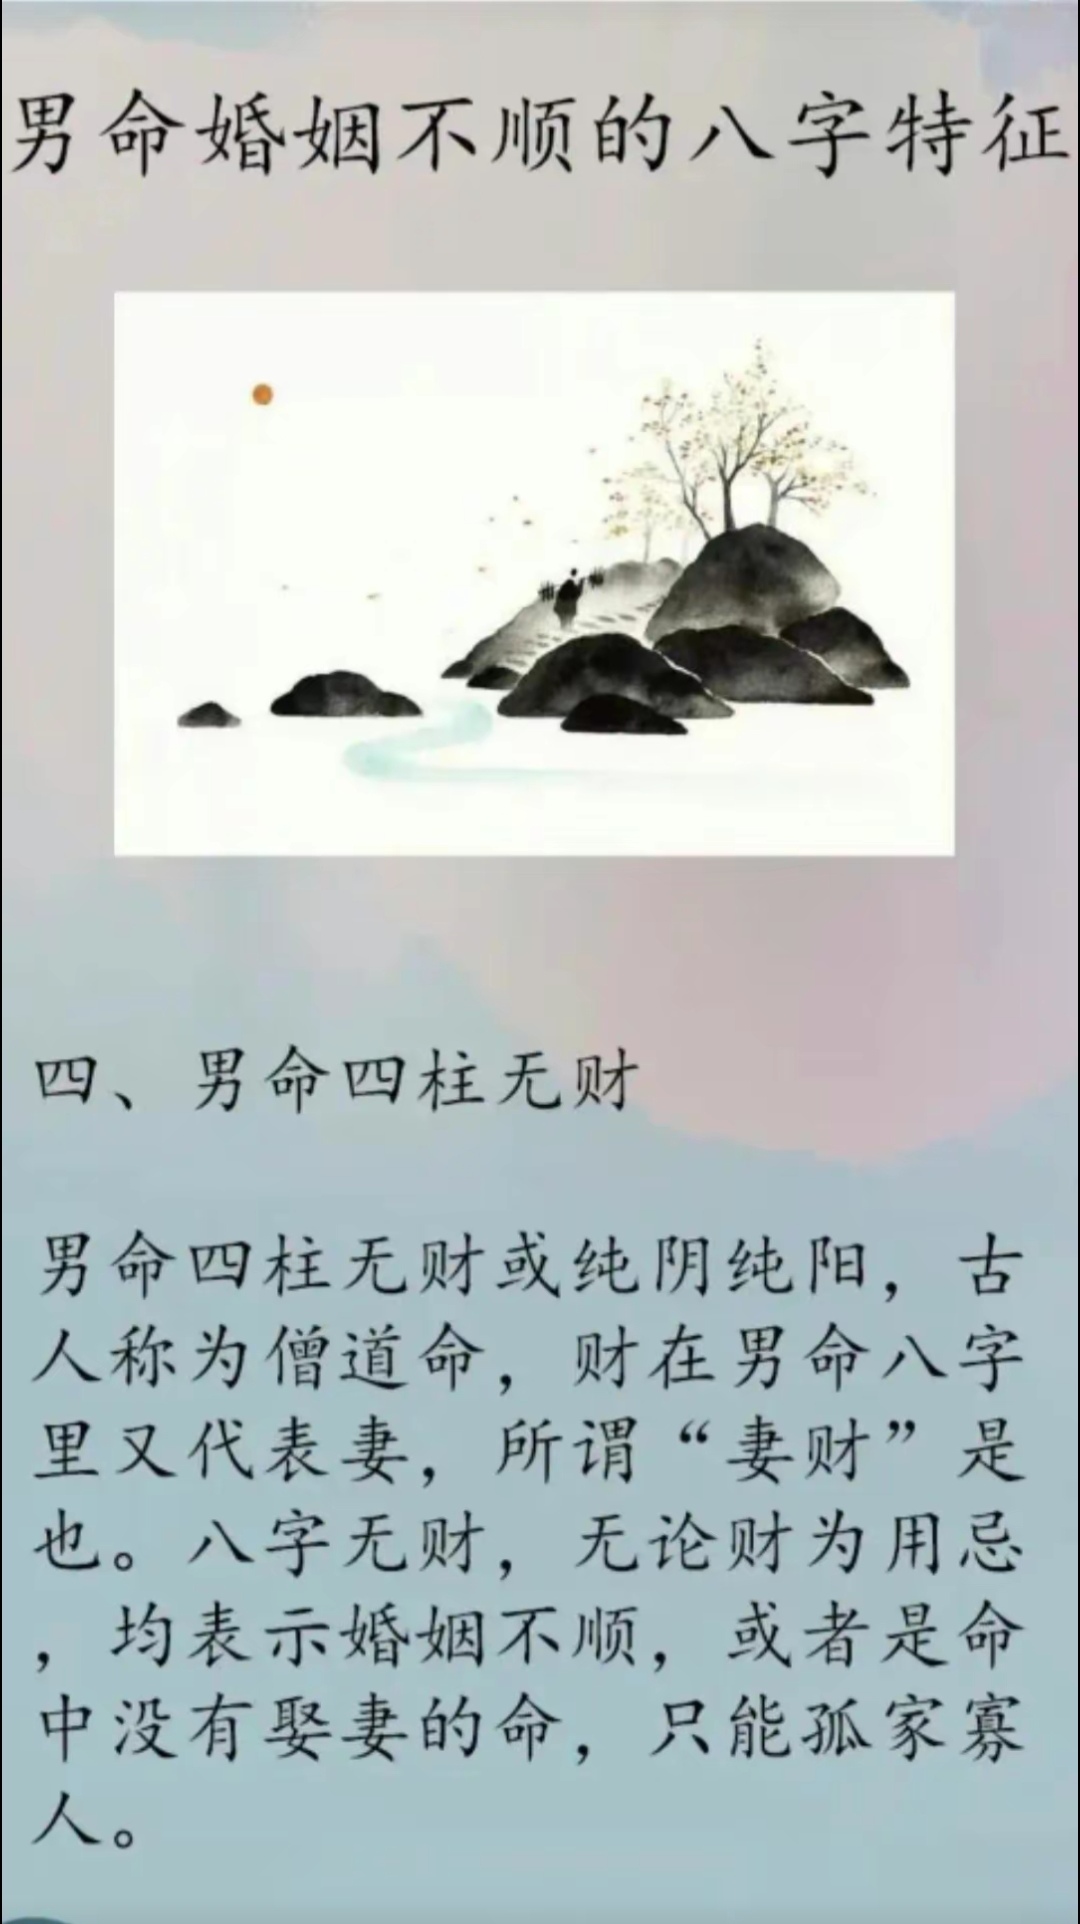 男命婚姻不顺的八字特征
四、男命四柱无财
男命四柱无财或纯阴纯阳，古
人称为僧道命，财在男命八字
里又代表妻，所谓“妻财”是
也。八字无财，无论财为用忌
，均表示婚姻不顺，或者是命
中没有娶妻的命，只能孤家寡
人。